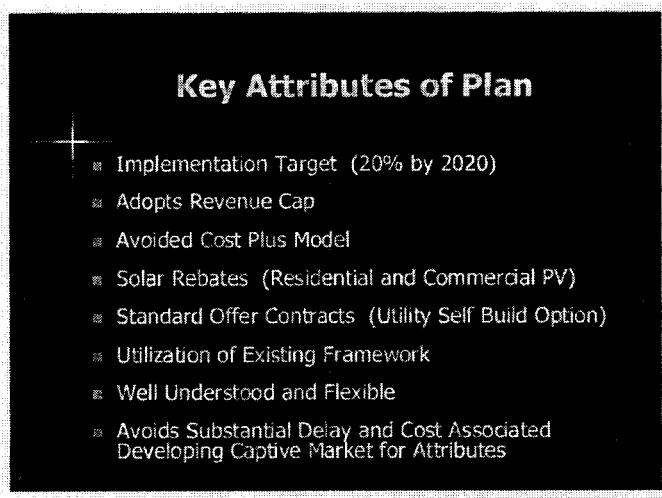 Key Attributes of Plan
Implementation Target (20% by 2020)
Adopts Revenue Cap
Avoided Cost Plus Model
Solar Rebates (Residential and Commercial PV)
Standard Offer Contracts (Utility Self Build Option)
Utilization of Existing Framework
Well Understood and Flexible
Avoids Substantial Delay and Cost Associated
Developing Captive Market for Attributes